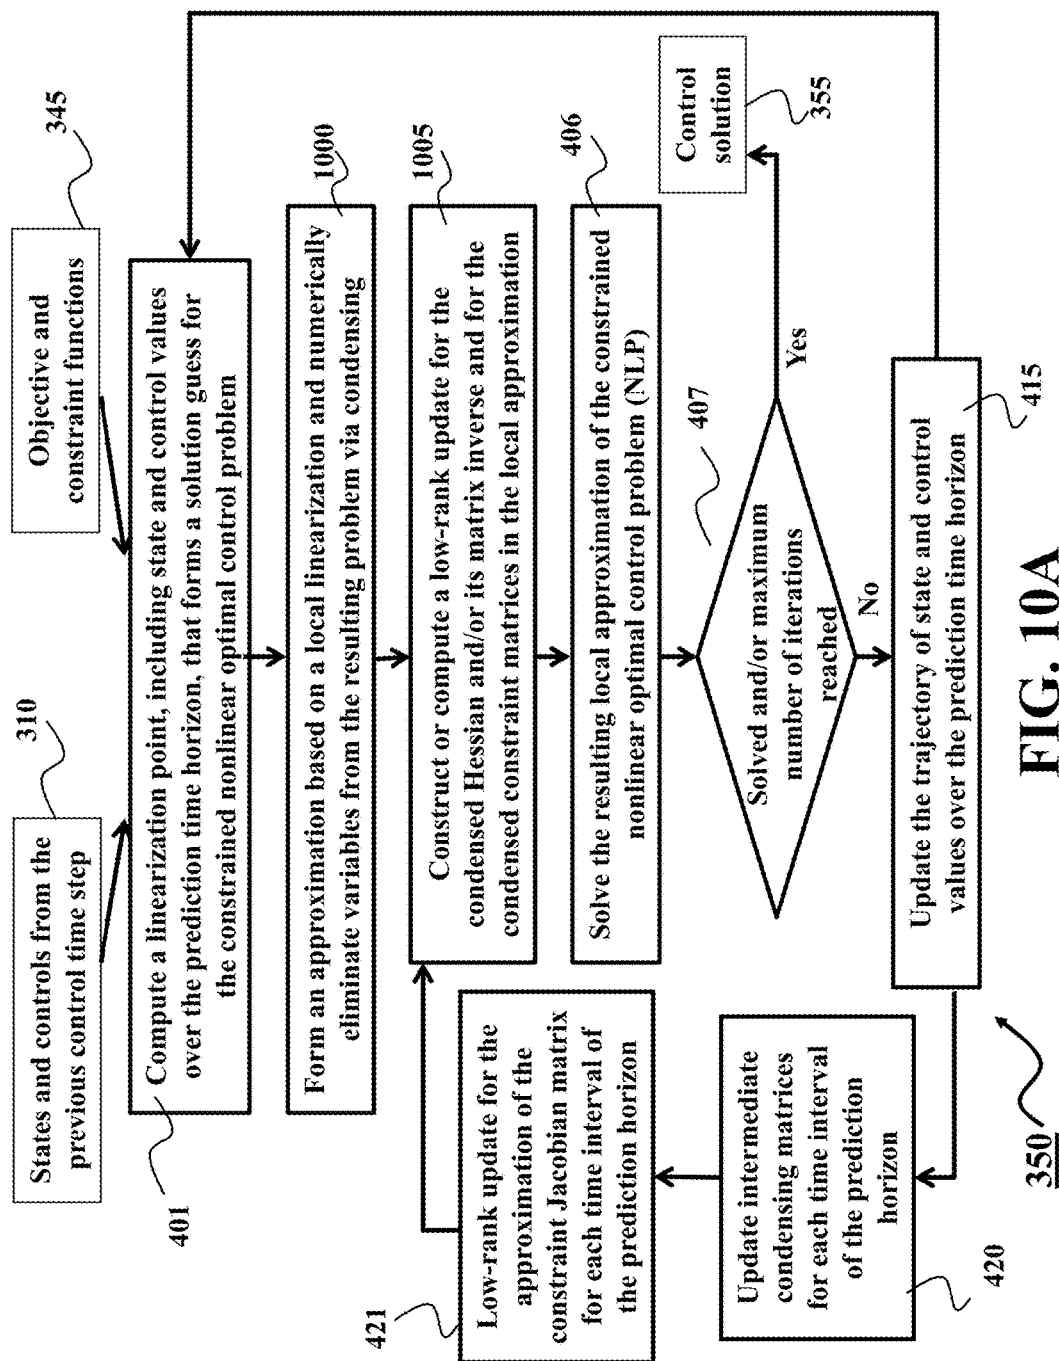 States and controls from the
previous control time step
310
Objective and
constraint functions
345
401
Compute a linearization point, including state and control values
over the prediction time horizon, that forms a solution guess for
the constrained nonlinear optimal control problem
Form an approximation based on a local linearization and numerically
eliminate variables from the resulting problem via condensing
1000
Construct or compute a low-rank update for the
condensed Hessian and/or its matrix inverse and for the
condensed constraint matrices in the local approximation
1005
Solve the resulting local approximation of the constrained
nonlinear optimal control problem (NLP)
406
Solved and/or maximum
number of iterations
reached
407
Yes
Control
solution
355
No
Update the trajectory of state and control
values over the prediction time horizon
415
421
Low-rank update for the
approximation of the
constraint Jacobian matrix
for each time interval of
the prediction horizon
Update intermediate
condensing matrices
for each time interval
of the prediction
horizon
420
350
FIG. 10A